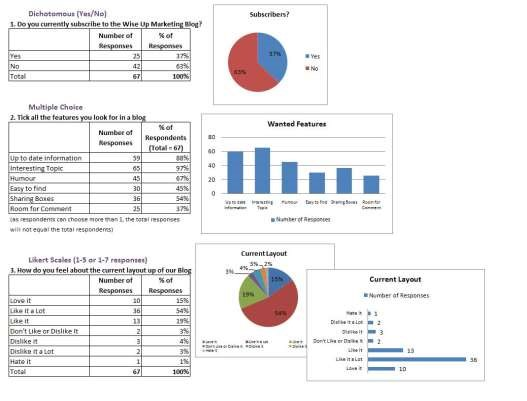 Dichotomous (Yes/No)
1. Do you currently subscribe to the Wise Up Marketing Blog?
Number of Responses % of Responses
Yes 25 37%
No 42 63%
Total 67 100%
Subscribers?
37%
63%
Yes
No
Multiple Choice
2. Tick all the features you look for in a blog
Number of Responses % of Respondents (Total = 67)
Up to date information 59 88%
Interesting Topic 65 97%
Humour 45 67%
Easy to find 30 45%
Sharing Boxes 36 54%
Room for Comment 25 37%
(as respondents can choose more than 1, the total responses
will not equal the total respondents)
Wanted Features
80
60
40
20
0
Up to date information
Interesting Topic
Humour
Easy to find
Sharing Boxes
Room for Comment
Number of Responses
Likert Scales (1-5 or 1-7 responses)
3. How do you feel about the current layout up of our Blog
Number of Responses % of Responses
Love it 10 15%
Like it a Lot 36 54%
Like it 13 19%
Don't Like or Dislike It 2 3%
Dislike it 3 4%
Dislike it a Lot 2 3%
Hate it 1 1%
Total 67 100%
Current Layout
3%
4%
3%
2%
15%
19%
54%
Current Layout
Number of Responses
Hate it 1
Dislike it a Lot 2
Dislike it 3
Don't Like or Dislike It 2
Like it 13
Like it a Lot 36
Love it 10